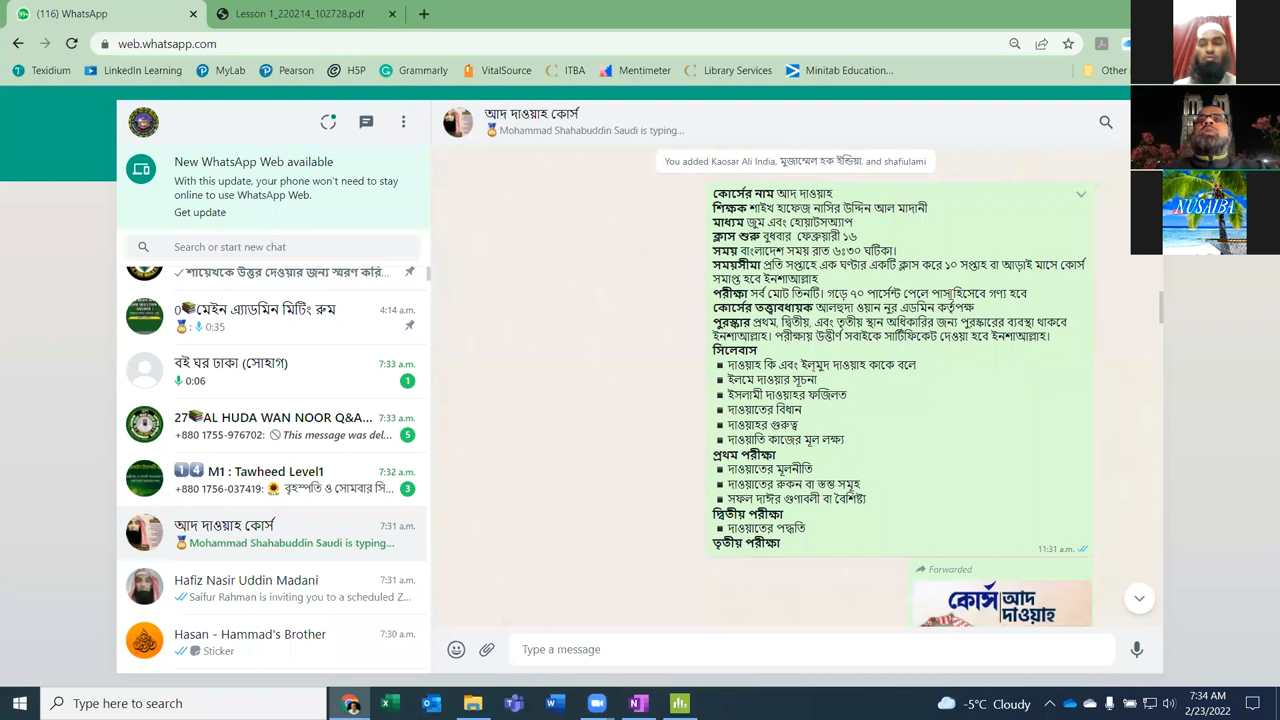 (116) WhatsApp
Lesson 1_220214_102728.pdf
web.whatsapp.com
Texidium
LinkedIn Learning
MyLab
Pearson
H5P
Grammarly
VitalSource
ITBA
Mentimeter
Library Services
Minitab Education...
Other
New WhatsApp Web available
With this update, your phone won't need to stay
online to use WhatsApp Web.
Get update
Search or start new chat
শায়েখকে উত্তর দেওয়ার জন্য স্মরণ করি...
0📚মেইন এ্যাডমিন মিটিং রুম
4:14 a.m.
0:35
বই ঘর ঢাকা (সোহাগ)
7:33 a.m.
0:06
1
27📚AL HUDA WAN NOOR Q&A...
7:33 a.m.
+880 1755-976702: This message was del...
5
14 M1 : Tawheed Level1
7:32 a.m.
+880 1756-037419: 🌻 বৃহস্পতি ও সোমবার সি...
3
আদ দাওয়াহ কোর্স
7:31 a.m.
🏅Mohammad Shahabuddin Saudi is typing...
Hafiz Nasir Uddin Madani
7:31 a.m.
Saifur Rahman is inviting you to a scheduled Z...
Hasan - Hammad's Brother
7:30 a.m.
Sticker
আদ দাওয়াহ কোর্স
🏅Mohammad Shahabuddin Saudi is typing...
You added Kaosar Ali India, মুজাম্মেল হক ইন্ডিয়া, and shafiulami
কোর্সের নাম আদ দাওয়াহ
শিক্ষক শাইখ হাফেজ নাসির উদ্দিন আল মাদানী
মাধ্যম জুম এবং হোয়াটসঅ্যাপ
ক্লাস শুরু বুধবার ফেব্রুয়ারী ১৬
সময় বাংলাদেশ সময় রাত ৬:৩০ ঘটিকা।
সময়সীমা প্রতি সপ্তাহে এক ঘণ্টার একটি ক্লাস করে ১০ সপ্তাহ বা আড়াই মাসে কোর্স
সমাপ্ত হবে ইনশাআল্লাহ
পরীক্ষা সর্ব মোট তিনটি। গড়ে ৭০ পার্সেন্ট পেলে পাস হিসেবে গণ্য হবে
কোর্সের তত্ত্বাবধায়ক আলহুদা ওয়ান নূর এডমিন কর্তৃপক্ষ
পুরস্কার প্রথম, দ্বিতীয়, এবং তৃতীয় স্থান অধিকারির জন্য পুরস্কারের ব্যবস্থা থাকবে
ইনশাআল্লাহ। পরীক্ষায় উত্তীর্ণ সবাইকে সার্টিফিকেট দেওয়া হবে ইনশাআল্লাহ।
সিলেবাস
▪ দাওয়াহ কি এবং ইলমুদ দাওয়াহ কাকে বলে
▪ ইলমে দাওয়ার সূচনা
▪ ইসলামী দাওয়াহর ফজিলত
▪ দাওয়াতের বিধান
▪ দাওয়াহর গুরুত্ব
▪ দাওয়াতি কাজের মূল লক্ষ্য
প্রথম পরীক্ষা
▪ দাওয়াতের মূলনীতি
▪ দাওয়াতের রুকন বা স্তম্ভ সমূহ
▪ সফল দাঈর গুণাবলী বা বৈশিষ্ট্য
দ্বিতীয় পরীক্ষা
▪ দাওয়াতের পদ্ধতি
তৃতীয় পরীক্ষা
11:31 a.m.
Forwarded
কোর্স আদ
দাওয়াহ
Type a message
NUSAIBA
Type here to search
-5°C Cloudy
7:34 AM
2/23/2022